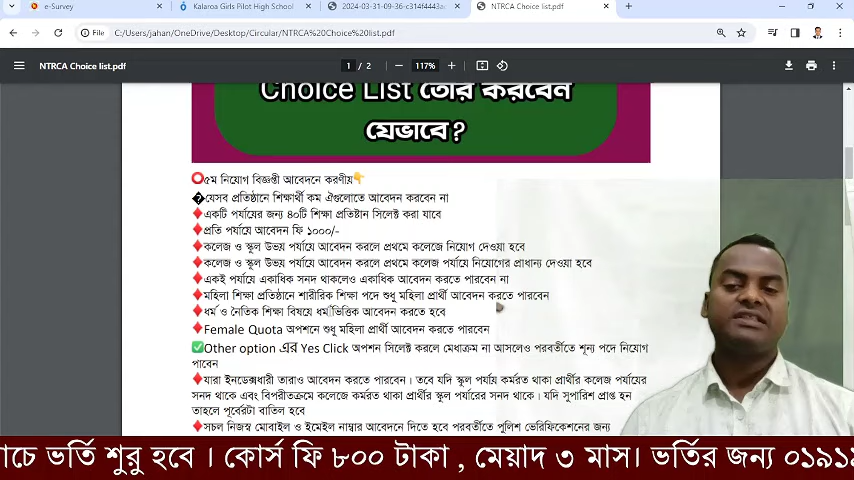 e-Survey
Kalaroa Girls Pilot High School
2024-03-31-09-36-c314f4443a
NTRCA Choice list.pdf
File
C:/Users/jahan/OneDrive/Desktop/Circular/NTRCA%20Choice%20list.pdf
NTRCA Choice list.pdf
1 / 2
117%
Choice List তৈরি করবেন
যেভাবে?
৫ম নিয়োগ বিজ্ঞপ্তী আবেদনে করণীয়
যেসব প্রতিষ্ঠানে শিক্ষার্থী কম ঐগুলোতে আবেদন করবেন না
একটি পর্যায়ের জন্য ৪০টি শিক্ষা প্রতিষ্টান সিলেক্ট করা যাবে
প্রতি পর্যায়ে আবেদন ফি ১০০০/-
কলেজ ও স্কুল উভয় পর্যায়ে আবেদন করলে প্রথমে কলেজে নিয়োগ দেওয়া হবে
কলেজ ও স্কুল উভয় পর্যায়ে আবেদন করলে প্রথমে কলেজ পর্যায়ে নিয়োগের প্রাধান্য দেওয়া হবে
একই পর্যায়ে একাধিক সনদ থাকলেও একাধিক আবেদন করতে পারবেন না
মহিলা শিক্ষা প্রতিষ্ঠানে শারীরিক শিক্ষা পদে শুধু মহিলা প্রার্থী আবেদন করতে পারবেন
ধর্ম ও নৈতিক শিক্ষা বিষয়ে ধর্মভিত্তিক আবেদন করতে হবে
Female Quota অপশনে শুধু মহিলা প্রার্থী আবেদন করতে পারবেন
Other option এর Yes Click অপশন সিলেক্ট করলে মেধাক্রম না আসলেও পরবর্তীতে শূন্য পদে নিয়োগ
পাবেন
যারা ইনডেক্সধারী তারাও আবেদন করতে পারবেন। তবে যদি স্কুল পর্যায় কর্মরত থাকা প্রার্থীর কলেজ পর্যায়ের
সনদ থাকে এবং বিপরীতক্রমে কলেজে কর্মরত থাকা প্রার্থীর স্কুল পর্যারের সনদ থাকে। যদি সুপারিশ প্রাপ্ত হন
তাহলে পূর্বেরটা বাতিল হবে
সচল নিজস্ব মোবাইল ও ইমেইল নাম্বার আবেদনে দিতে হবে পরবর্তীতে পুলিশ ভেরিফিকেশনের জন্য
াচে ভর্তি শুরু হবে । কোর্স ফি ৮০০ টাকা , মেয়াদ ৩ মাস। ভর্তির জন্য ০১৯১